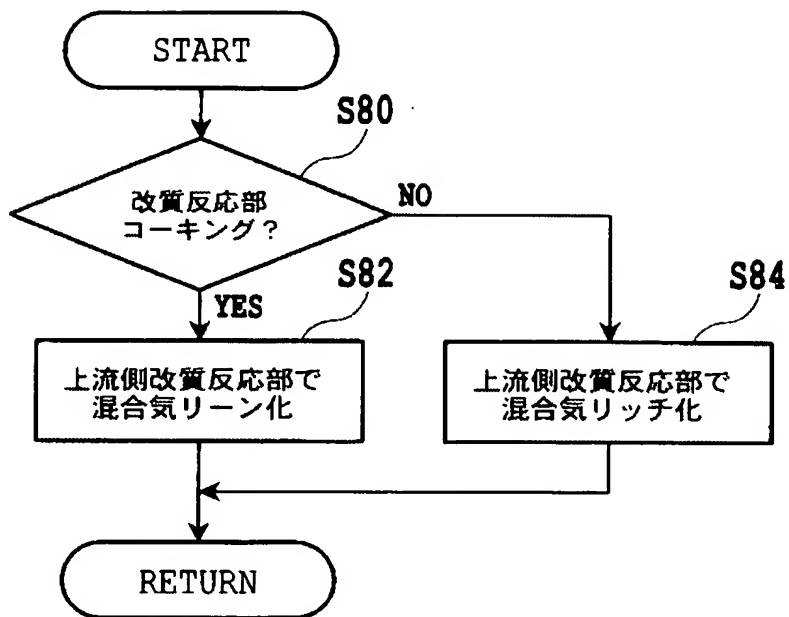 START
S80
改質反応部
コーキング？
NO
YES
S82
上流側改質反応部で
混合気リーン化
S84
上流側改質反応部で
混合気リッチ化
RETURN